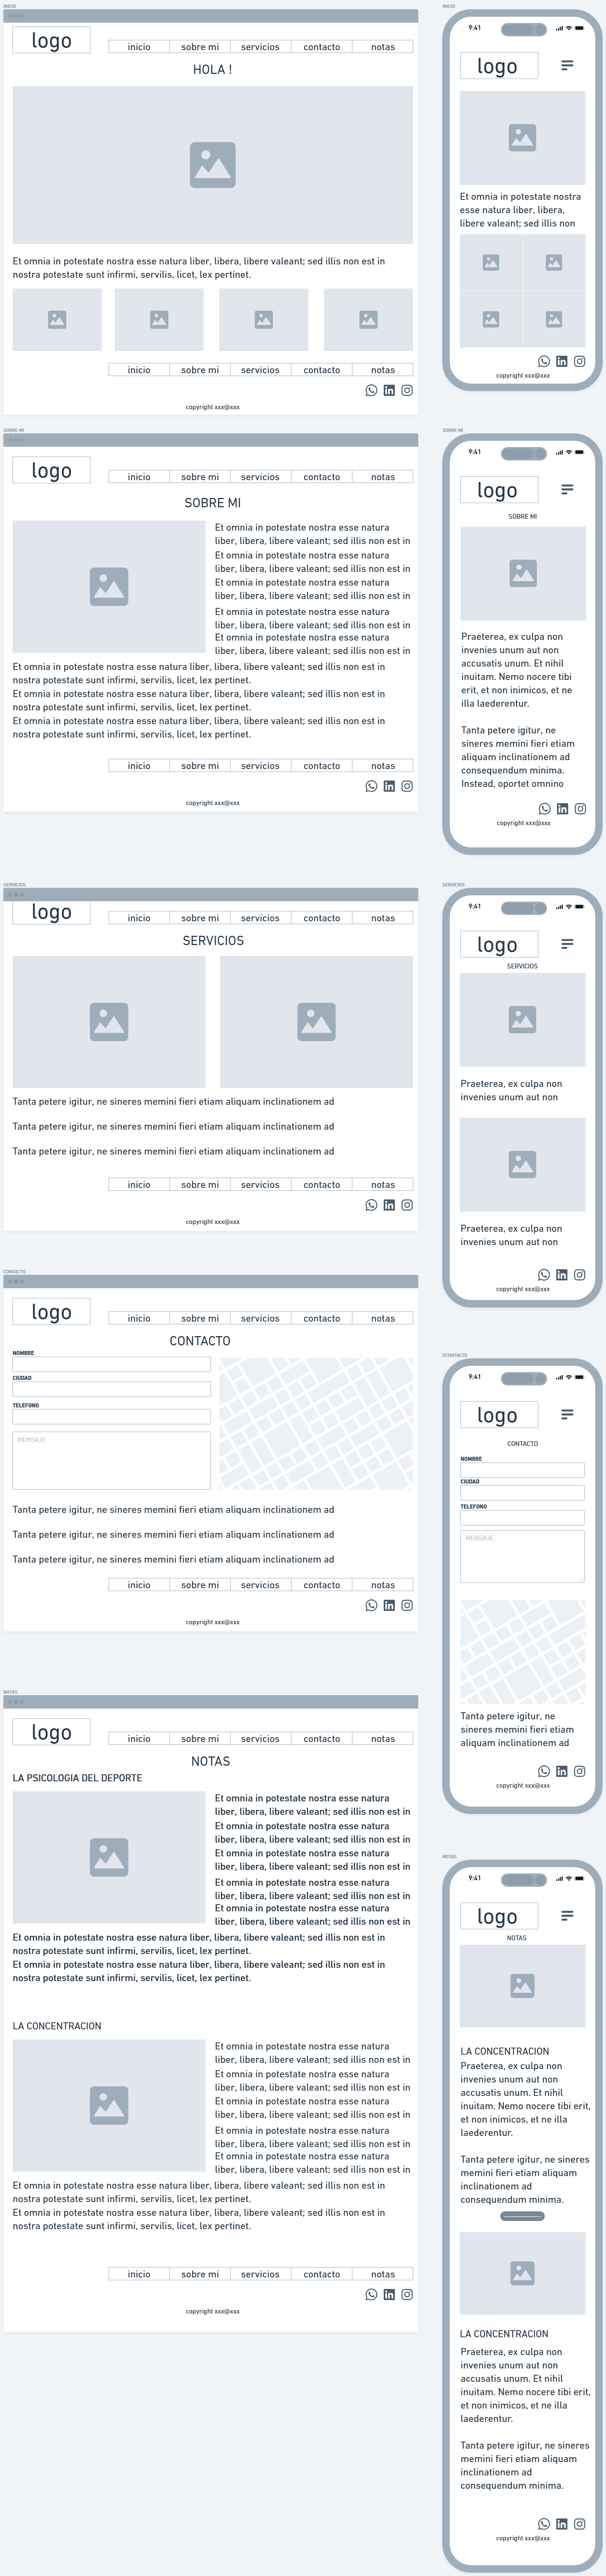 INICIO
logo
inicio sobre mi servicios contacto notas
HOLA !
Et omnia in potestate nostra esse natura liber, libera, libere valeant; sed illis non est in
nostra potestate sunt infirmi, servilis, licet, lex pertinet.
inicio sobre mi servicios contacto notas
copyright xxx@xxx
INICIO
9:41
logo
Et omnia in potestate nostra
esse natura liber, libera,
libere valeant; sed illis non
copyright xxx@xxx
SOBRE MI
logo
inicio sobre mi servicios contacto notas
SOBRE MI
Et omnia in potestate nostra esse natura
liber, libera, libere valeant; sed illis non est in
Et omnia in potestate nostra esse natura
liber, libera, libere valeant; sed illis non est in
Et omnia in potestate nostra esse natura
liber, libera, libere valeant; sed illis non est in
Et omnia in potestate nostra esse natura
liber, libera, libere valeant; sed illis non est in
Et omnia in potestate nostra esse natura
liber, libera, libere valeant; sed illis non est in
Et omnia in potestate nostra esse natura liber, libera, libere valeant; sed illis non est in
nostra potestate sunt infirmi, servilis, licet, lex pertinet.
Et omnia in potestate nostra esse natura liber, libera, libere valeant; sed illis non est in
nostra potestate sunt infirmi, servilis, licet, lex pertinet.
Et omnia in potestate nostra esse natura liber, libera, libere valeant; sed illis non est in
nostra potestate sunt infirmi, servilis, licet, lex pertinet.
inicio sobre mi servicios contacto notas
copyright xxx@xxx
SOBRE MI
9:41
logo
SOBRE MI
Praeterea, ex culpa non
invenies unum aut non
accusatis unum. Et nihil
inuitam. Nemo nocere tibi
erit, et non inimicos, et ne
illa laederentur.
Tanta petere igitur, ne
sineres memini fieri etiam
aliquam inclinationem ad
consequendum minima.
Instead, oportet omnino
copyright xxx@xxx
SERVICIOS
logo
inicio sobre mi servicios contacto notas
SERVICIOS
Tanta petere igitur, ne sineres memini fieri etiam aliquam inclinationem ad
Tanta petere igitur, ne sineres memini fieri etiam aliquam inclinationem ad
Tanta petere igitur, ne sineres memini fieri etiam aliquam inclinationem ad
inicio sobre mi servicios contacto notas
copyright xxx@xxx
SERVICIOS
9:41
logo
SERVICIOS
Praeterea, ex culpa non
invenies unum aut non
Praeterea, ex culpa non
invenies unum aut non
copyright xxx@xxx
CONTACTO
logo
inicio sobre mi servicios contacto notas
CONTACTO
NOMBRE
CIUDAD
TELEFONO
MENSAJE
Tanta petere igitur, ne sineres memini fieri etiam aliquam inclinationem ad
Tanta petere igitur, ne sineres memini fieri etiam aliquam inclinationem ad
Tanta petere igitur, ne sineres memini fieri etiam aliquam inclinationem ad
inicio sobre mi servicios contacto notas
copyright xxx@xxx
SCONTACTO
9:41
logo
CONTACTO
NOMBRE
CIUDAD
TELEFONO
MENSAJE
Tanta petere igitur, ne
sineres memini fieri etiam
aliquam inclinationem ad
copyright xxx@xxx
NOTAS
logo
inicio sobre mi servicios contacto notas
NOTAS
LA PSICOLOGIA DEL DEPORTE
Et omnia in potestate nostra esse natura
liber, libera, libere valeant; sed illis non est in
Et omnia in potestate nostra esse natura
liber, libera, libere valeant; sed illis non est in
Et omnia in potestate nostra esse natura
liber, libera, libere valeant; sed illis non est in
Et omnia in potestate nostra esse natura
liber, libera, libere valeant; sed illis non est in
Et omnia in potestate nostra esse natura
liber, libera, libere valeant; sed illis non est in
Et omnia in potestate nostra esse natura liber, libera, libere valeant; sed illis non est in
nostra potestate sunt infirmi, servilis, licet, lex pertinet.
Et omnia in potestate nostra esse natura liber, libera, libere valeant; sed illis non est in
nostra potestate sunt infirmi, servilis, licet, lex pertinet.
LA CONCENTRACION
Et omnia in potestate nostra esse natura
liber, libera, libere valeant; sed illis non est in
Et omnia in potestate nostra esse natura
liber, libera, libere valeant; sed illis non est in
Et omnia in potestate nostra esse natura
liber, libera, libere valeant; sed illis non est in
Et omnia in potestate nostra esse natura
liber, libera, libere valeant; sed illis non est in
Et omnia in potestate nostra esse natura
liber, libera, libere valeant; sed illis non est in
Et omnia in potestate nostra esse natura liber, libera, libere valeant; sed illis non est in
nostra potestate sunt infirmi, servilis, licet, lex pertinet.
Et omnia in potestate nostra esse natura liber, libera, libere valeant; sed illis non est in
nostra potestate sunt infirmi, servilis, licet, lex pertinet.
inicio sobre mi servicios contacto notas
copyright xxx@xxx
NOTAS
9:41
logo
NOTAS
LA CONCENTRACION
Praeterea, ex culpa non
invenies unum aut non
accusatis unum. Et nihil
inuitam. Nemo nocere tibi erit,
et non inimicos, et ne illa
laederentur.
Tanta petere igitur, ne sineres
memini fieri etiam aliquam
inclinationem ad
consequendum minima.
LA CONCENTRACION
Praeterea, ex culpa non
invenies unum aut non
accusatis unum. Et nihil
inuitam. Nemo nocere tibi erit,
et non inimicos, et ne illa
laederentur.
Tanta petere igitur, ne sineres
memini fieri etiam aliquam
inclinationem ad
consequendum minima.
copyright xxx@xxx